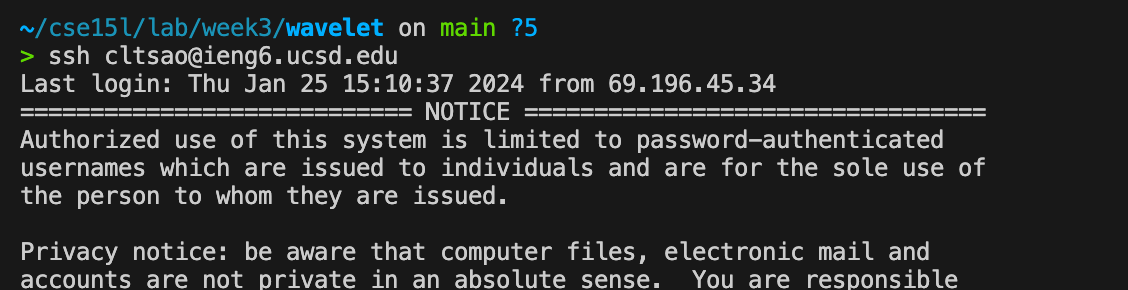 ~/cse15l/lab/week3/wavelet on main ?5
> ssh cltsao@ieng6.ucsd.edu
Last login: Thu Jan 25 15:10:37 2024 from 69.196.45.34
============================ NOTICE =================================
Authorized use of this system is limited to password-authenticated
usernames which are issued to individuals and are for the sole use of
the person to whom they are issued.

Privacy notice: be aware that computer files, electronic mail and
accounts are not private in an absolute sense.  You are responsible